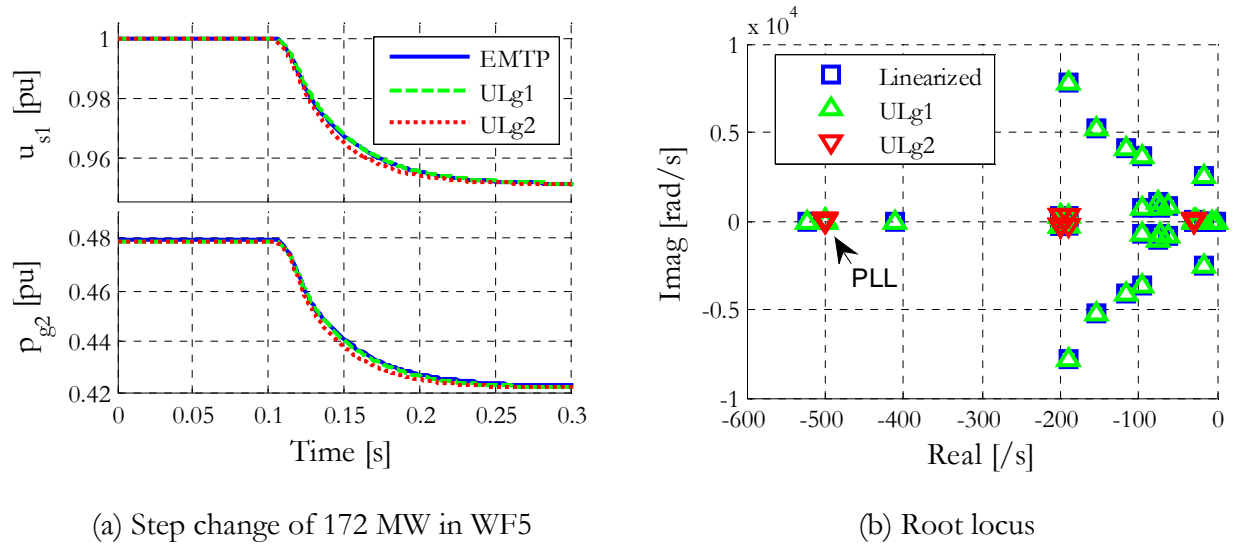 1
0.98
0.96
u_s1 [pu]
EMTP
ULg1
ULg2
0.48
0.46
0.44
0.42
p_g2 [pu]
0 0.05 0.1 0.15 0.2 0.25 0.3
Time [s]
(a) Step change of 172 MW in WF5
x 10^4
1
0.5
0
-0.5
-1
Imag [rad/s]
Linearized
ULg1
ULg2
PLL
-600 -500 -400 -300 -200 -100 0
Real [/s]
(b) Root locus